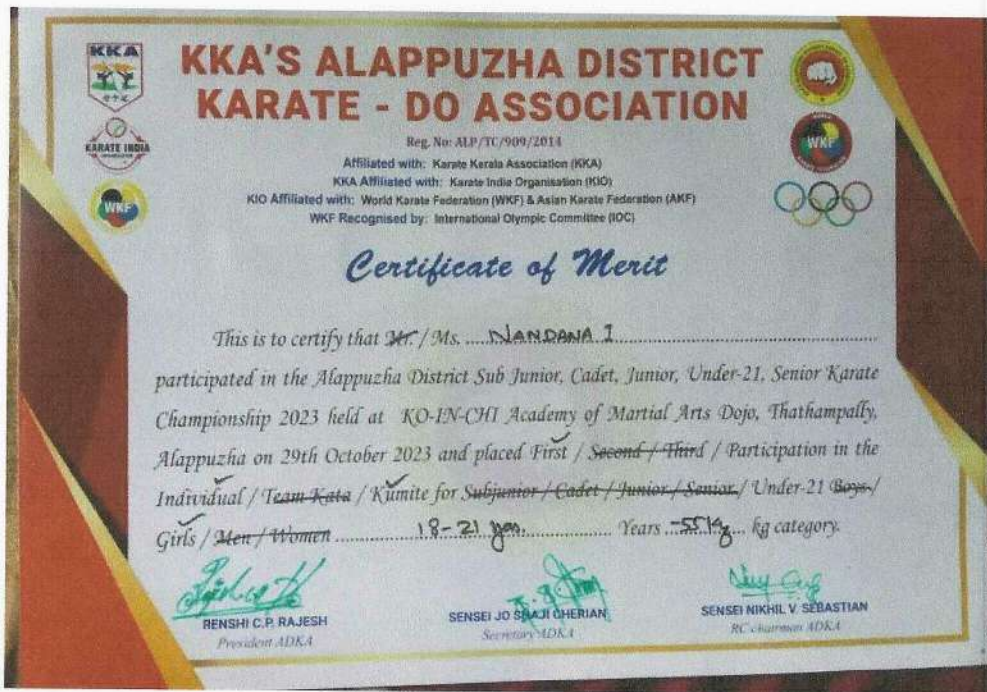 KKA
KARATE INDIA
ORGANISATION
WKF
WKF
KKA'S ALAPPUZHA DISTRICT
KARATE - DO ASSOCIATION
Reg. No: ALP/TC/909/2014
Affiliated with: Karate Kerala Association (KKA)
KKA Affiliated with: Karate India Organisation (KIO)
KIO Affiliated with: World Karate Federation (WKF) & Asian Karate Federation (AKF)
WKF Recognised by: International Olympic Committee (IOC)
Certificate of Merit
This is to certify that Mr. / Ms. ..... NANDANA I .....
participated in the Alappuzha District Sub Junior, Cadet, Junior, Under-21, Senior Karate
Championship 2023 held at KO-IN-CHI Academy of Martial Arts Dojo, Thathampally,
Alappuzha on 29th October 2023 and placed First / Second / Third / Participation in the
Individual / Team Kata / Kumite for Subjunior / Cadet / Junior / Senior / Under-21 Boys /
Girls / Men / Women ..... 18-21 yrs. ..... Years ..... -55 Kg ... kg category.
RENSHI C.P. RAJESH
President ADKA
SENSEI JO SHAJI CHERIAN
Secretary ADKA
SENSEI NIKHIL V. SEBASTIAN
RC chairman ADKA